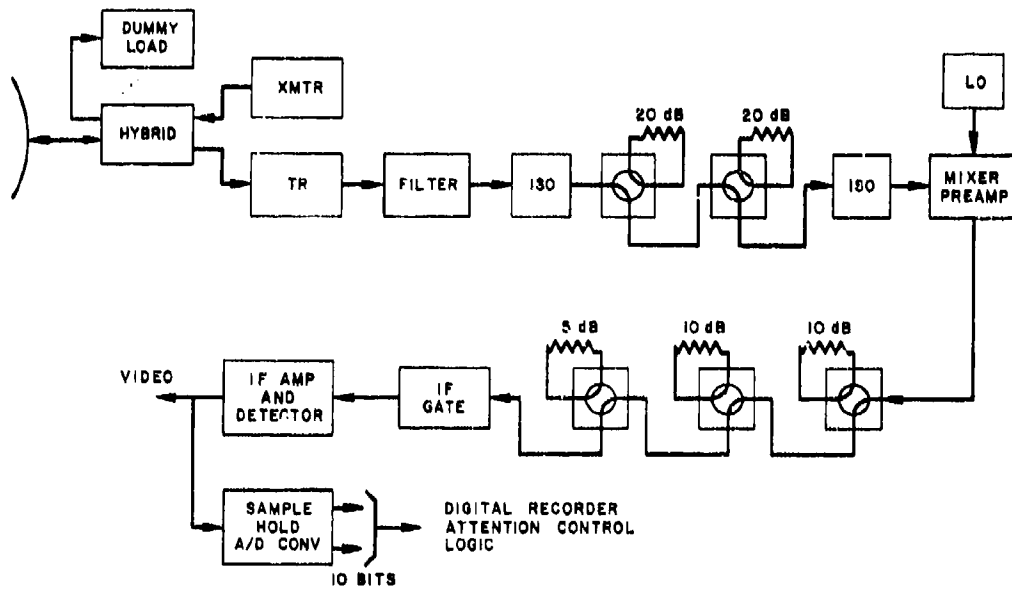 DUMMY
LOAD
XMTR
HYBRID
LO
20 dB
20 dB
TR
FILTER
ISO
ISO
MIXER
PREAMP
5 dB
10 dB
10 dB
VIDEO
IF AMP
AND
DETECTOR
IF
GATE
SAMPLE
HOLD
A/D CONV
10 BITS
DIGITAL RECORDER
ATTENTION CONTROL
LOGIC